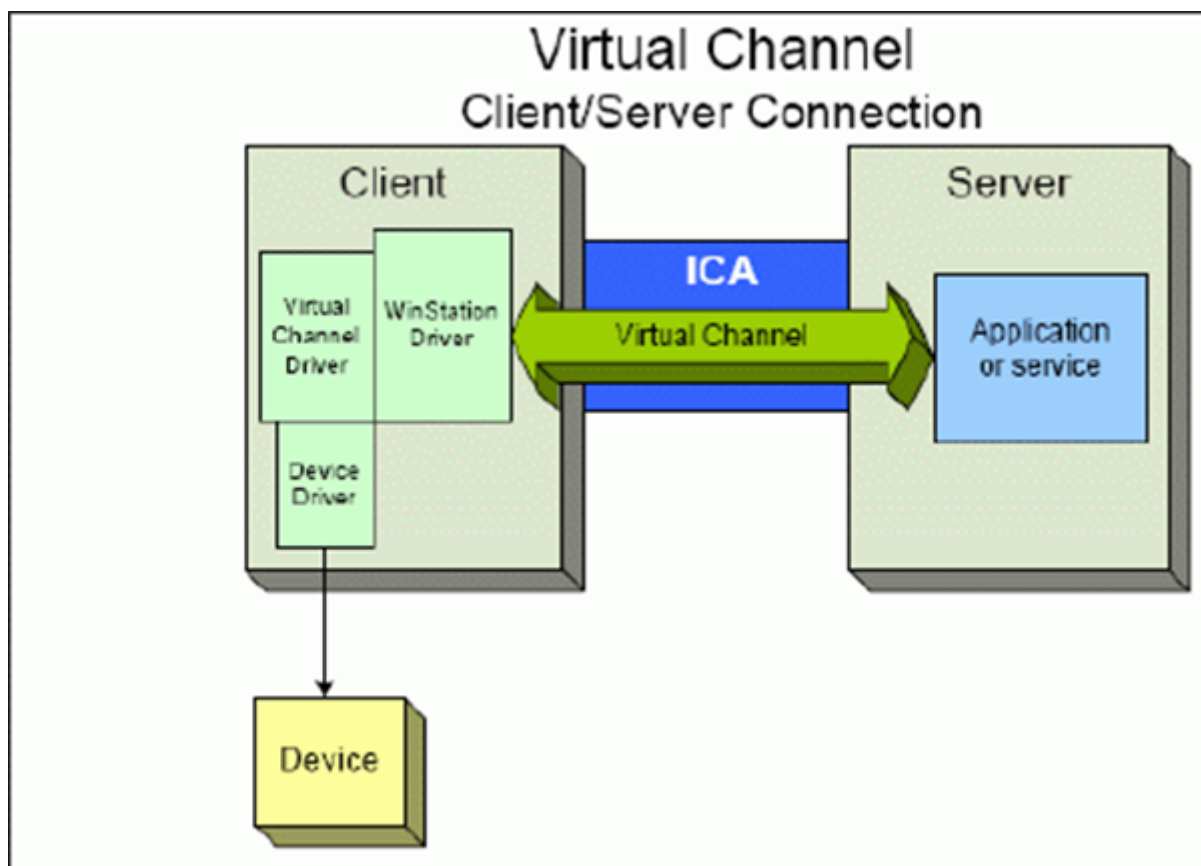 Virtual Channel
Client/Server Connection
Client
Server
ICA
Virtual
Channel
Driver
WinStation
Driver
Virtual Channel
Application
or service
Device
Driver
Device